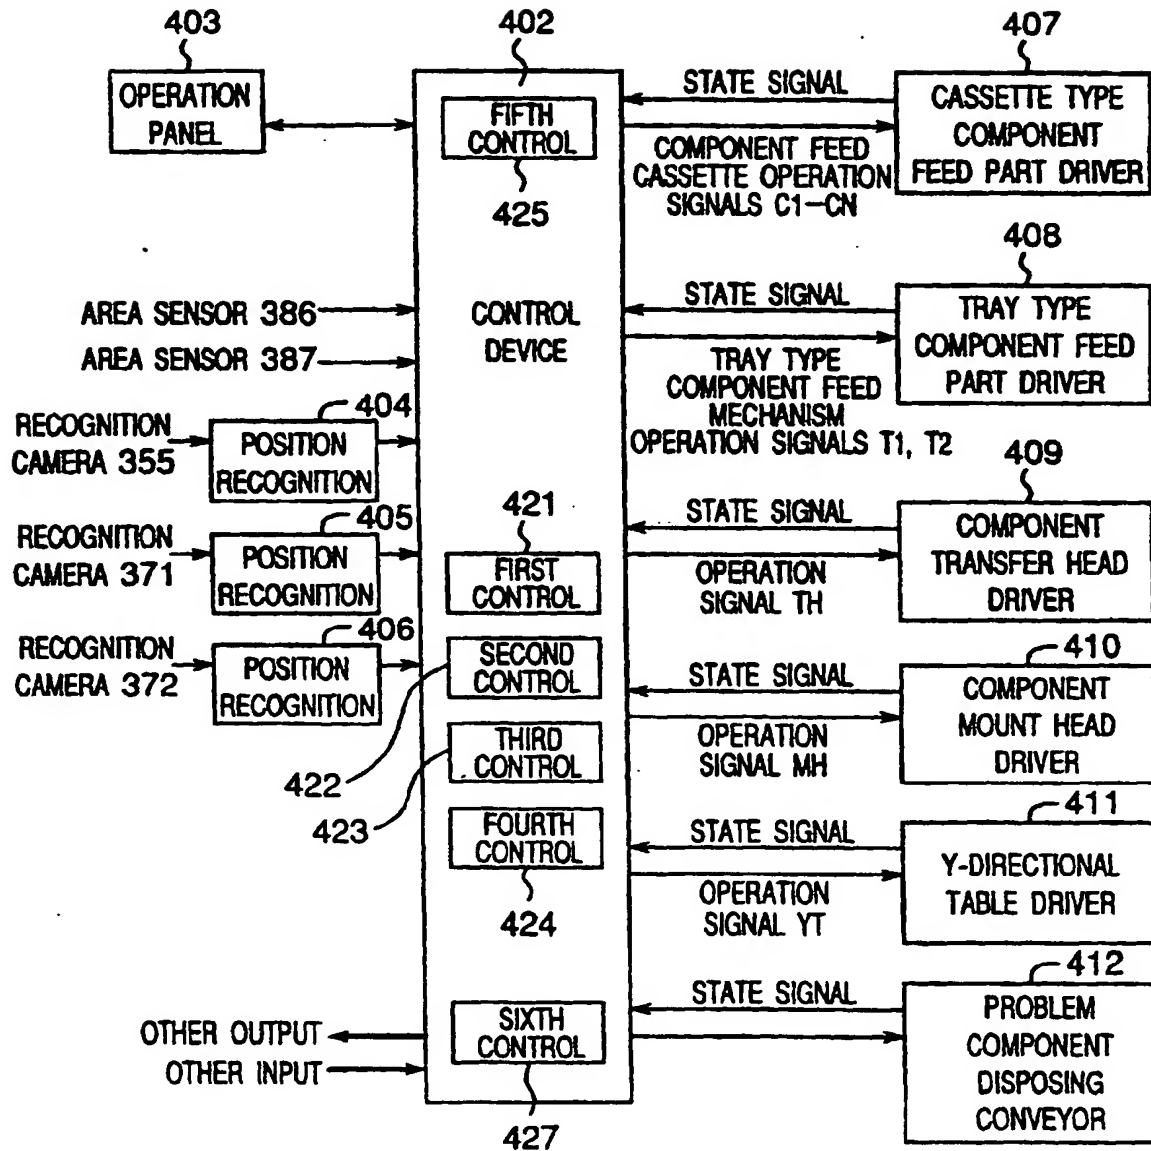 403
402
407
OPERATION
PANEL
FIFTH
CONTROL
425
STATE SIGNAL
COMPONENT FEED
CASSETTE OPERATION
SIGNALS C1-CN
CASSETTE TYPE
COMPONENT
FEED PART DRIVER
408
AREA SENSOR 386
AREA SENSOR 387
CONTROL
DEVICE
STATE SIGNAL
TRAY TYPE
COMPONENT FEED
MECHANISM
OPERATION SIGNALS T1, T2
TRAY TYPE
COMPONENT FEED
PART DRIVER
RECOGNITION
CAMERA 355
404
POSITION
RECOGNITION
409
RECOGNITION
CAMERA 371
405
POSITION
RECOGNITION
421
FIRST
CONTROL
STATE SIGNAL
OPERATION
SIGNAL TH
COMPONENT
TRANSFER HEAD
DRIVER
RECOGNITION
CAMERA 372
406
POSITION
RECOGNITION
SECOND
CONTROL
422
410
STATE SIGNAL
OPERATION
SIGNAL MH
COMPONENT
MOUNT HEAD
DRIVER
THIRD
CONTROL
423
411
FOURTH
CONTROL
424
STATE SIGNAL
OPERATION
SIGNAL YT
Y-DIRECTIONAL
TABLE DRIVER
412
OTHER OUTPUT
OTHER INPUT
SIXTH
CONTROL
427
STATE SIGNAL
PROBLEM
COMPONENT
DISPOSING
CONVEYOR